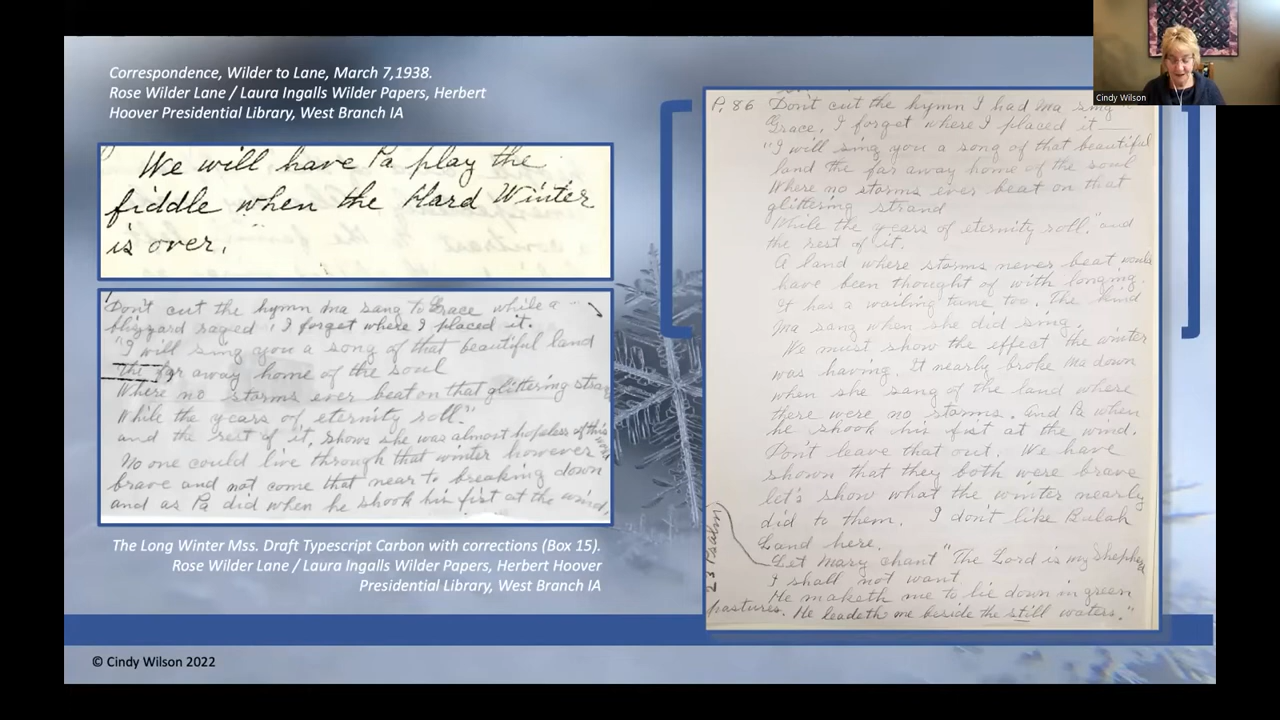 Correspondence, Wilder to Lane, March 7,1938.
Rose Wilder Lane / Laura Ingalls Wilder Papers, Herbert
Hoover Presidential Library, West Branch IA
We will have Pa play the
fiddle when the Hard Winter
is over.
Don't cut the hymn Ma sang to Grace while a
blizzard raged. I forget where I placed it.
"I will sing you a song of that beautiful land
the far away home of the soul
Where no storms ever beat on that glittering
While the years of eternity roll."
and the rest of it, shows she was almost hopeless of this
No one could live through that winter however
brave and not come that near to breaking down
and as Pa did when he shook his fist at the wind,
The Long Winter Mss. Draft Typescript Carbon with corrections (Box 15).
Rose Wilder Lane / Laura Ingalls Wilder Papers, Herbert Hoover
Presidential Library, West Branch IA
P. 86 Don't cut the hymn I had Ma sing
Grace. I forget where I placed it
"I will sing you a song of that beautiful
land the far away home of the soul
Where no storms ever beat on that
glittering strand
While the years of eternity roll." and
the rest of it.
A land where storms never beat would
have been thought of with longing.
It has a wailing tune too. The kind
Ma sang when she did sing.
We must show the effect the winter
was having. It nearly broke Ma down
when she sang of the land where
there were no storms. And Pa when
he shook his fist at the wind.
Don't leave that out. We have
shown that they both were brave
let's show what the winter nearly
did to them. I don't like Bulah
Land here.
23 Psalm
Let Mary chant "The Lord is my Shepherd
I shall not want
He maketh me to lie down in green
pastures. He leadeth me beside the still waters."
© Cindy Wilson 2022
Cindy Wilson